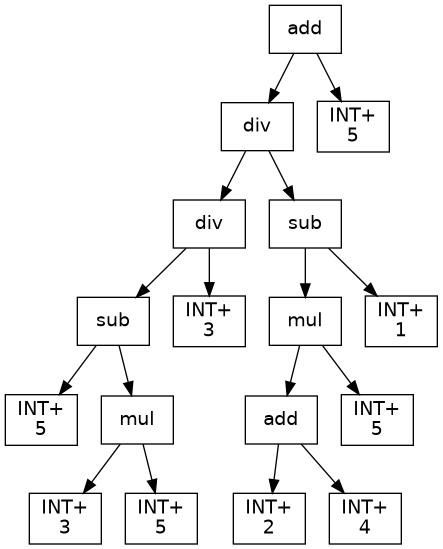 add
div
INT+
5
div
sub
sub
INT+
3
mul
INT+
1
INT+
5
mul
add
INT+
5
INT+
3
INT+
5
INT+
2
INT+
4